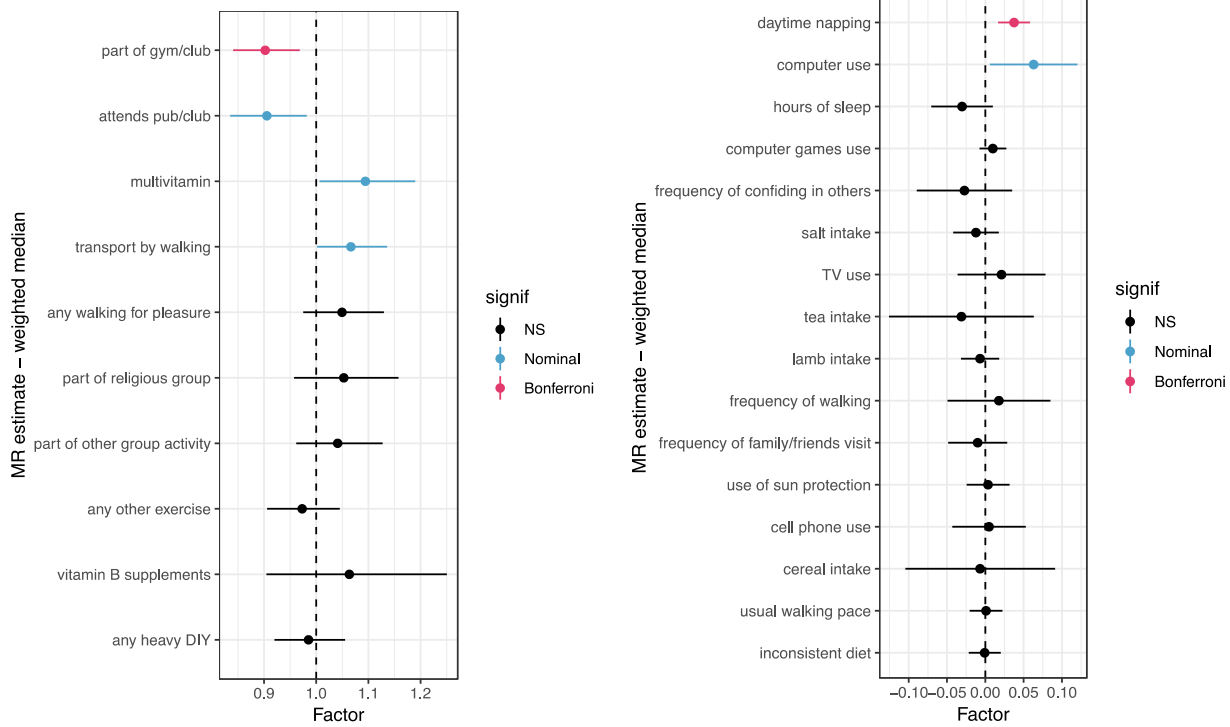 part of gym/club
attends pub/club
multivitamin
transport by walking
any walking for pleasure
part of religious group
part of other group activity
any other exercise
vitamin B supplements
any heavy DIY
MR estimate − weighted median
0.9 1.0 1.1 1.2
Factor
signif
NS
Nominal
Bonferroni
daytime napping
computer use
hours of sleep
computer games use
frequency of confiding in others
salt intake
TV use
tea intake
lamb intake
frequency of walking
frequency of family/friends visit
use of sun protection
cell phone use
cereal intake
usual walking pace
inconsistent diet
MR estimate − weighted median
−0.10 −0.05 0.00 0.05 0.10
Factor
signif
NS
Nominal
Bonferroni